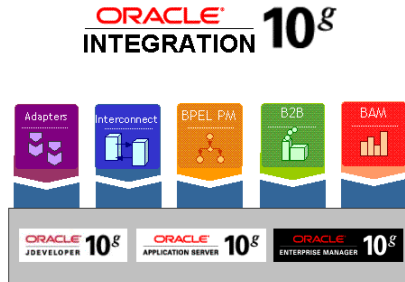 ORACLE®
INTEGRATION 10g
Adapters
Interconnect
BPEL PM
B2B
BAM
ORACLE
JDEVELOPER 10g
ORACLE
APPLICATION SERVER 10g
ORACLE
ENTERPRISE MANAGER 10g